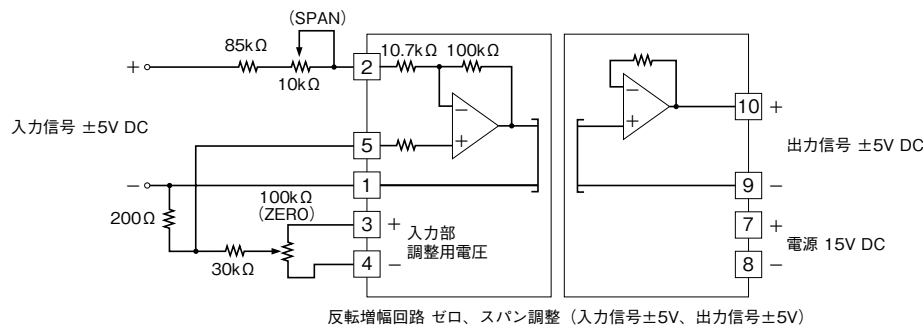 (SPAN)
85kΩ
10kΩ
+
2
10.7kΩ
100kΩ
−
+
入力信号 ±5V DC
5
−
1
200Ω
100kΩ
(ZERO)
3
+
入力部
調整用電圧
30kΩ
4
−
−
+
10
+
出力信号 ±5V DC
9
−
7
+
電源 15V DC
8
−
反転増幅回路 ゼロ、スパン調整（入力信号±5V、出力信号±5V）